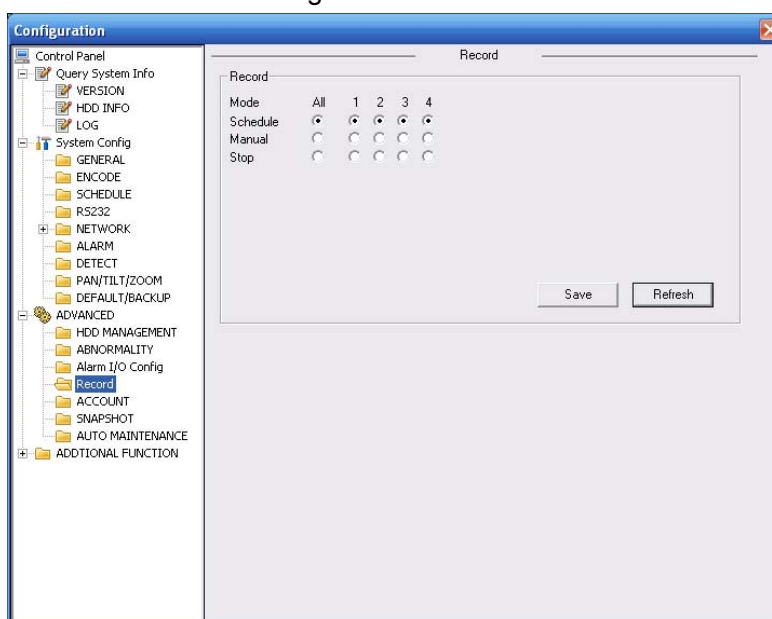 Configuration
Control Panel
Query System Info
VERSION
HDD INFO
LOG
System Config
GENERAL
ENCODE
SCHEDULE
RS232
NETWORK
ALARM
DETECT
PAN/TILT/ZOOM
DEFAULT/BACKUP
ADVANCED
HDD MANAGEMENT
ABNORMALITY
Alarm I/O Config
Record
ACCOUNT
SNAPSHOT
AUTO MAINTENANCE
ADDTIONAL FUNCTION
Record
Record
Mode All 1 2 3 4
Schedule
Manual
Stop
Save Refresh